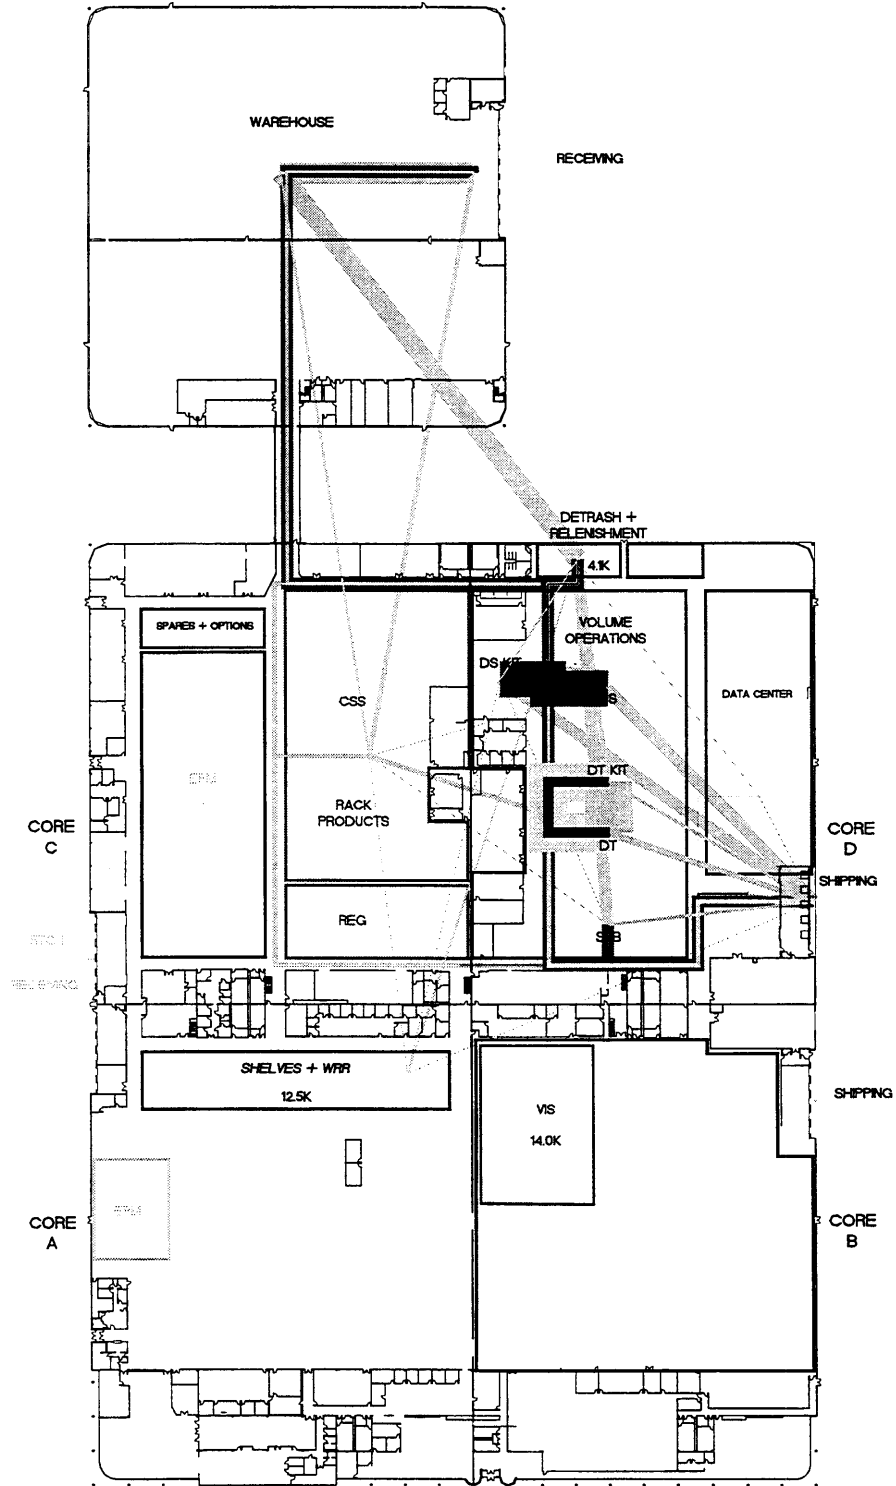 WAREHOUSE
RECEIVING
DETRASH +
RELENISHMENT
4.1K
SPARES + OPTIONS
VOLUME
OPERATIONS
DS KIT
CSS
DATA CENTER
DT KIT
RACK
PRODUCTS
CORE
C
CORE
D
DT
SHIPPING
REG
SHELVES + WRR
12.5K
SHIPPING
VIS
14.0K
CORE
A
CORE
B